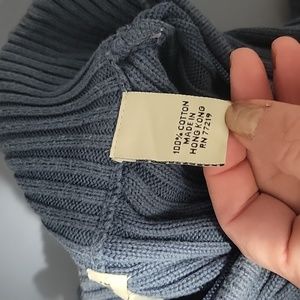 100% COTTON
MADE IN
HONG KONG
RN 77219